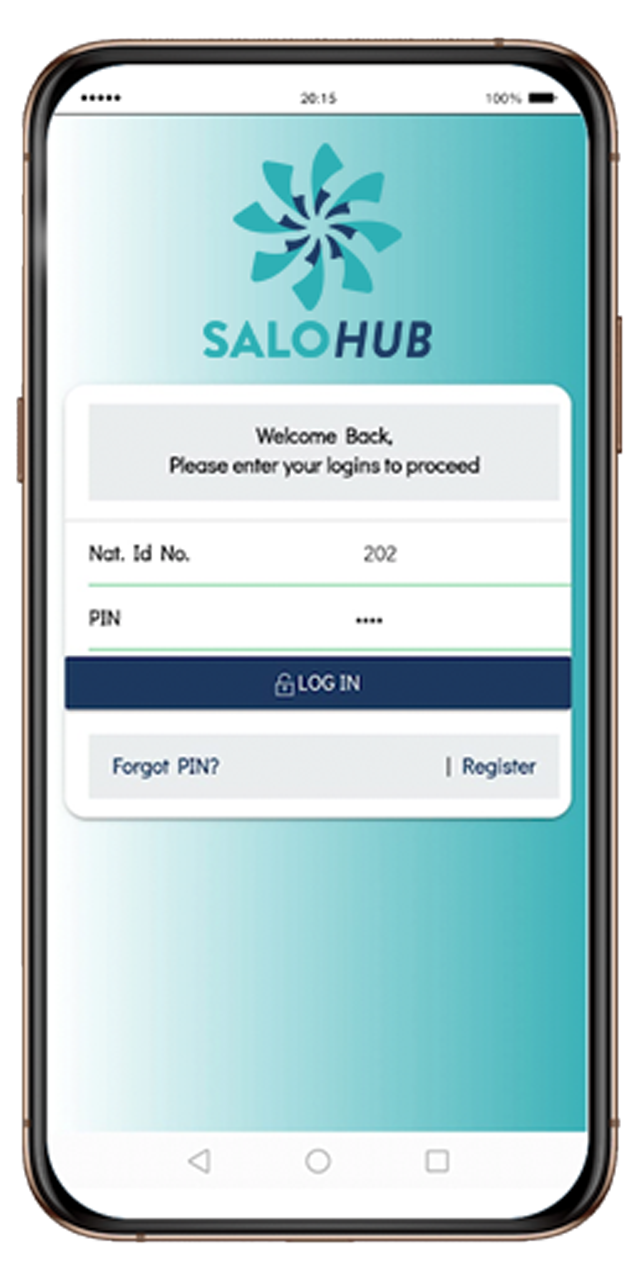 20:15 100%
SALOHUB
Welcome Back,
Please enter your logins to proceed
Nat. Id No. 202
PIN ••••
LOG IN
Forgot PIN? | Register